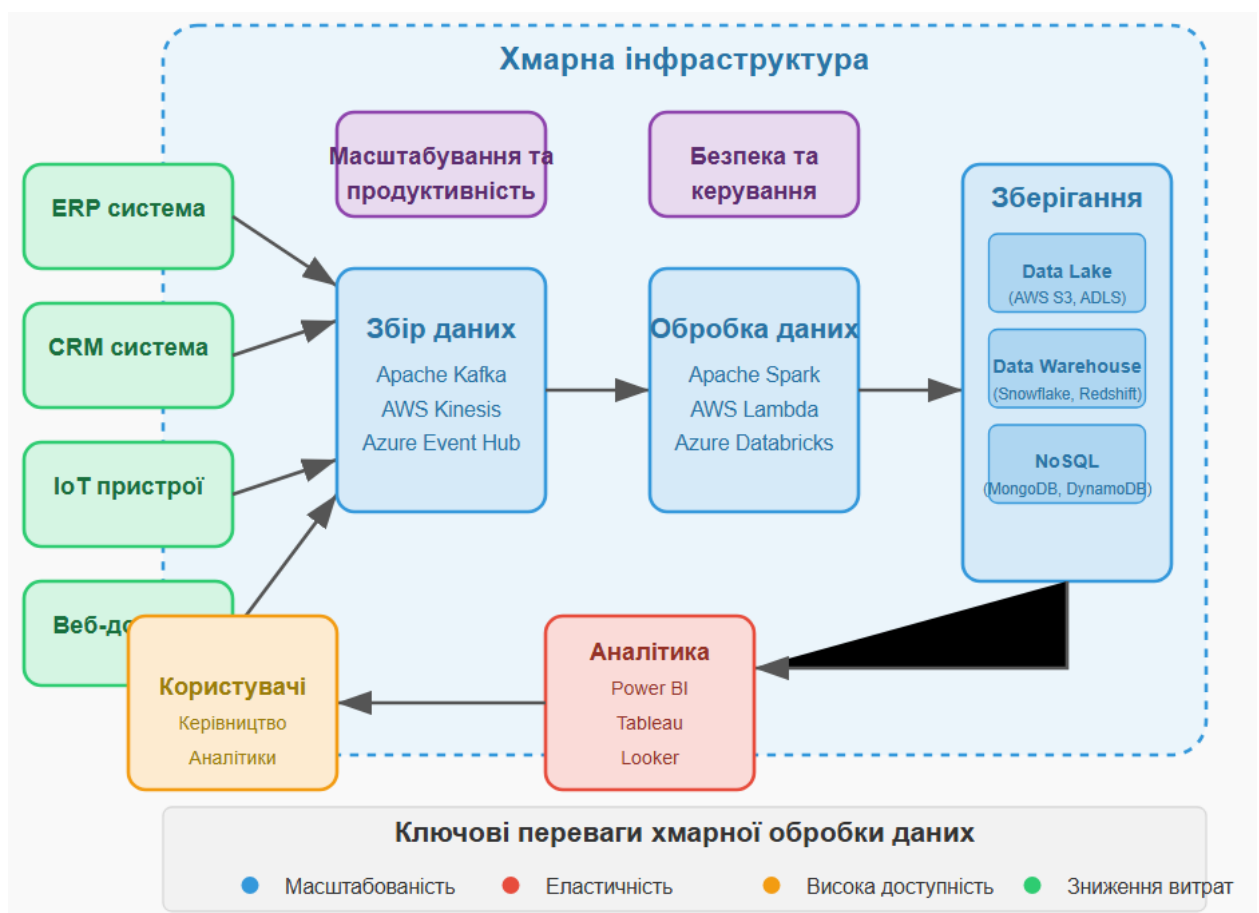 Хмарна інфраструктура
Масштабування та
продуктивність
Безпека та
керування
ERP система
CRM система
IoT пристрої
Збір даних
Apache Kafka
AWS Kinesis
Azure Event Hub
Обробка даних
Apache Spark
AWS Lambda
Azure Databricks
Зберігання
Data Lake
(AWS S3, ADLS)
Data Warehouse
(Snowflake, Redshift)
NoSQL
(MongoDB, DynamoDB)
Користувачі
Керівництво
Аналітики
Аналітика
Power BI
Tableau
Looker
Ключові переваги хмарної обробки даних
Масштабованість
Еластичність
Висока доступність
Зниження витрат